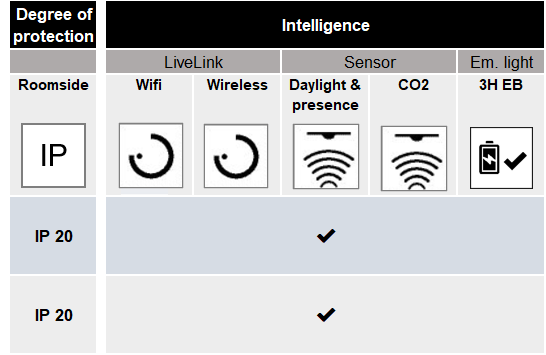 Degree of
protection
Intelligence
LiveLink
Sensor
Em. light
Roomside
Wifi
Wireless
Daylight &
presence
CO2
3H EB
IP
IP 20
IP 20